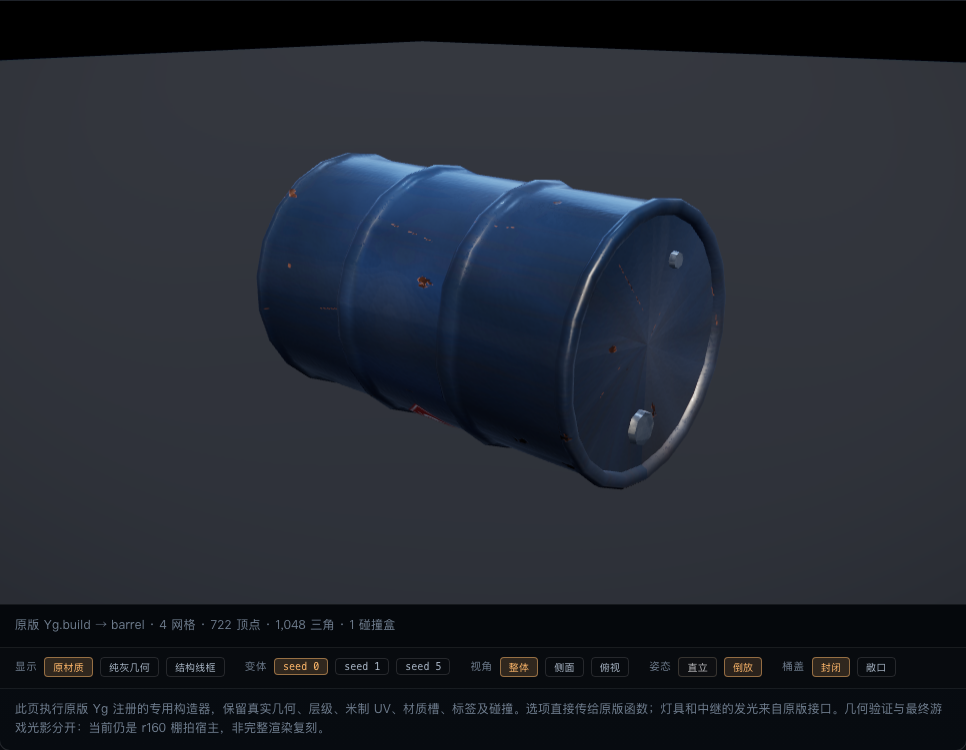 原版 Yg.build → barrel · 4 网格 · 722 顶点 · 1,048 三角 · 1 碰撞盒
显示 原材质 纯灰几何 结构线框 变体 seed 0 seed 1 seed 5 视角 整体 侧面 俯视 姿态 直立 倒放 桶盖 封闭 敞口
此页执行原版 Yg 注册的专用构造器，保留真实几何、层级、米制 UV、材质槽、标签及碰撞。选项直接传给原版函数；灯具和中继的发光来自原版接口。几何验证与最终游
戏光影分开：当前仍是 r160 棚拍宿主，非完整渲染复刻。